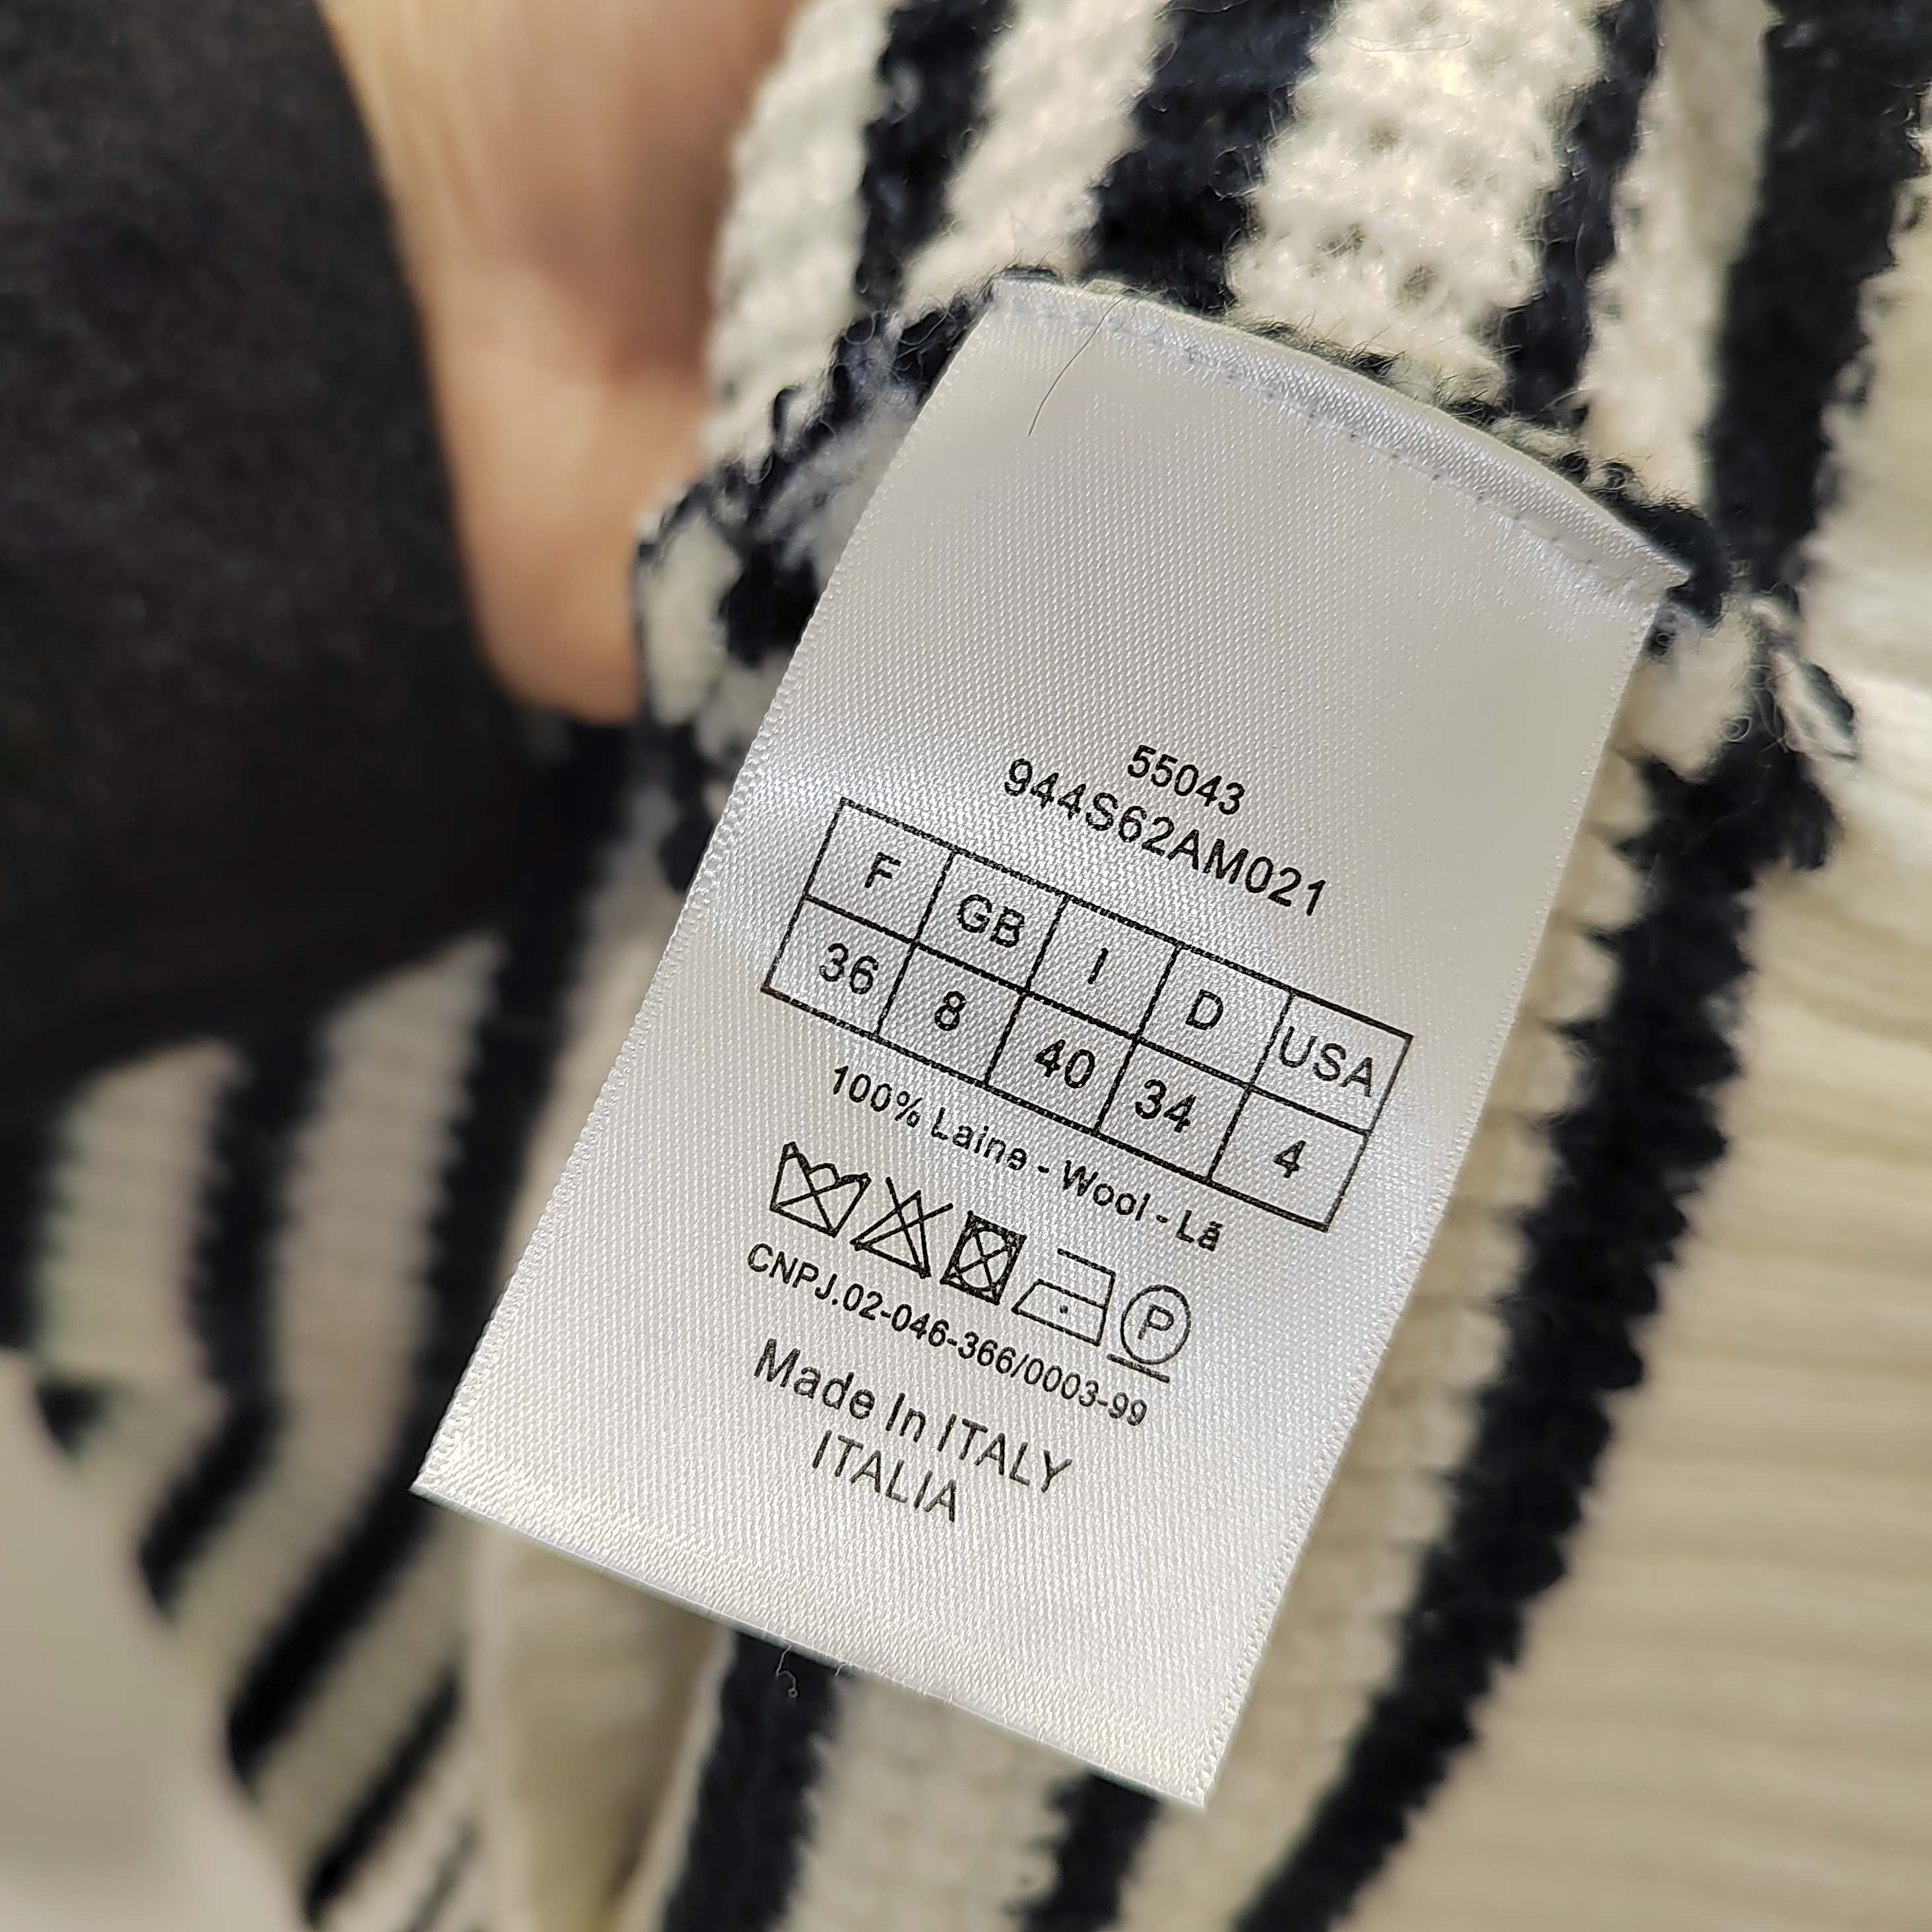 55043
944S62AM021
F GB I D USA
36 8 40 34 4
100% Laine - Wool - Lã
P
CNPJ.02-046-366/0003-99
Made In ITALY
ITALIA